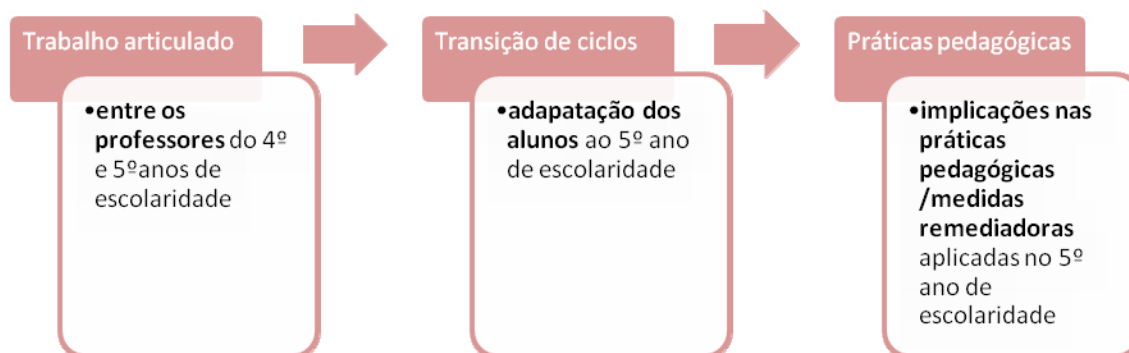 Trabalho articulado
•entre os
professores do 4º
e 5ºanos de
escolaridade
Transição de ciclos
•adapatação dos
alunos ao 5º ano
de escolaridade
Práticas pedagógicas
•implicações nas
práticas
pedagógicas
/medidas
remediadoras
aplicadas no 5º
ano de
escolaridade